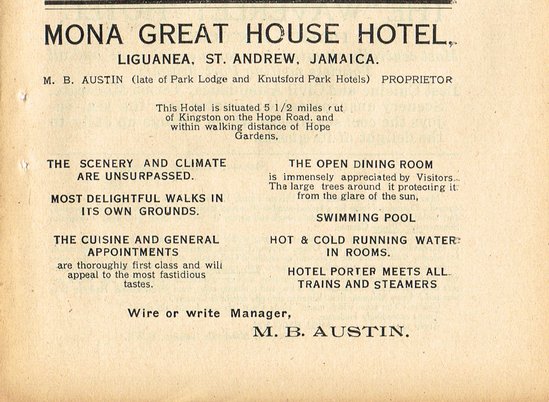 MONA GREAT HOUSE HOTEL,
LIGUANEA, ST. ANDREW, JAMAICA.
M. B. AUSTIN (late of Park Lodge and Knutsford Park Hotels) PROPRIETOR
This Hotel is situated 5 1/2 miles out
of Kingston on the Hope Road, and
within walking distance of Hope
Gardens,
THE SCENERY AND CLIMATE
ARE UNSURPASSED.
MOST DELIGHTFUL WALKS IN
ITS OWN GROUNDS.
THE CUISINE AND GENERAL
APPOINTMENTS
are thoroughly first class and will
appeal to the most fastidious
tastes.
THE OPEN DINING ROOM
is immensely appreciated by Visitors.
The large trees around it protecting it
from the glare of the sun,
SWIMMING POOL
HOT & COLD RUNNING WATER
IN ROOMS.
HOTEL PORTER MEETS ALL
TRAINS AND STEAMERS
Wire or write Manager,
M. B. AUSTIN.